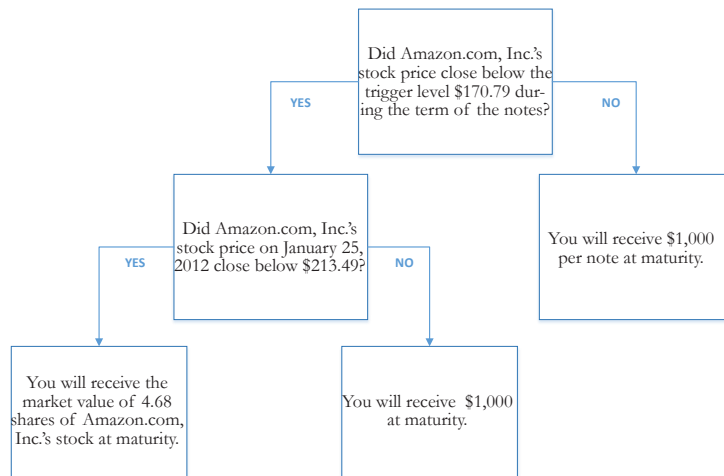 Did Amazon.com, Inc.'s
stock price close below the
trigger level $170.79 dur-
ing the term of the notes?
YES
NO
Did Amazon.com, Inc.'s
stock price on January 25,
2012 close below $213.49?
You will receive $1,000
per note at maturity.
YES
NO
You will receive the
market value of 4.68
shares of Amazon.com,
Inc.'s stock at maturity.
You will receive $1,000
at maturity.